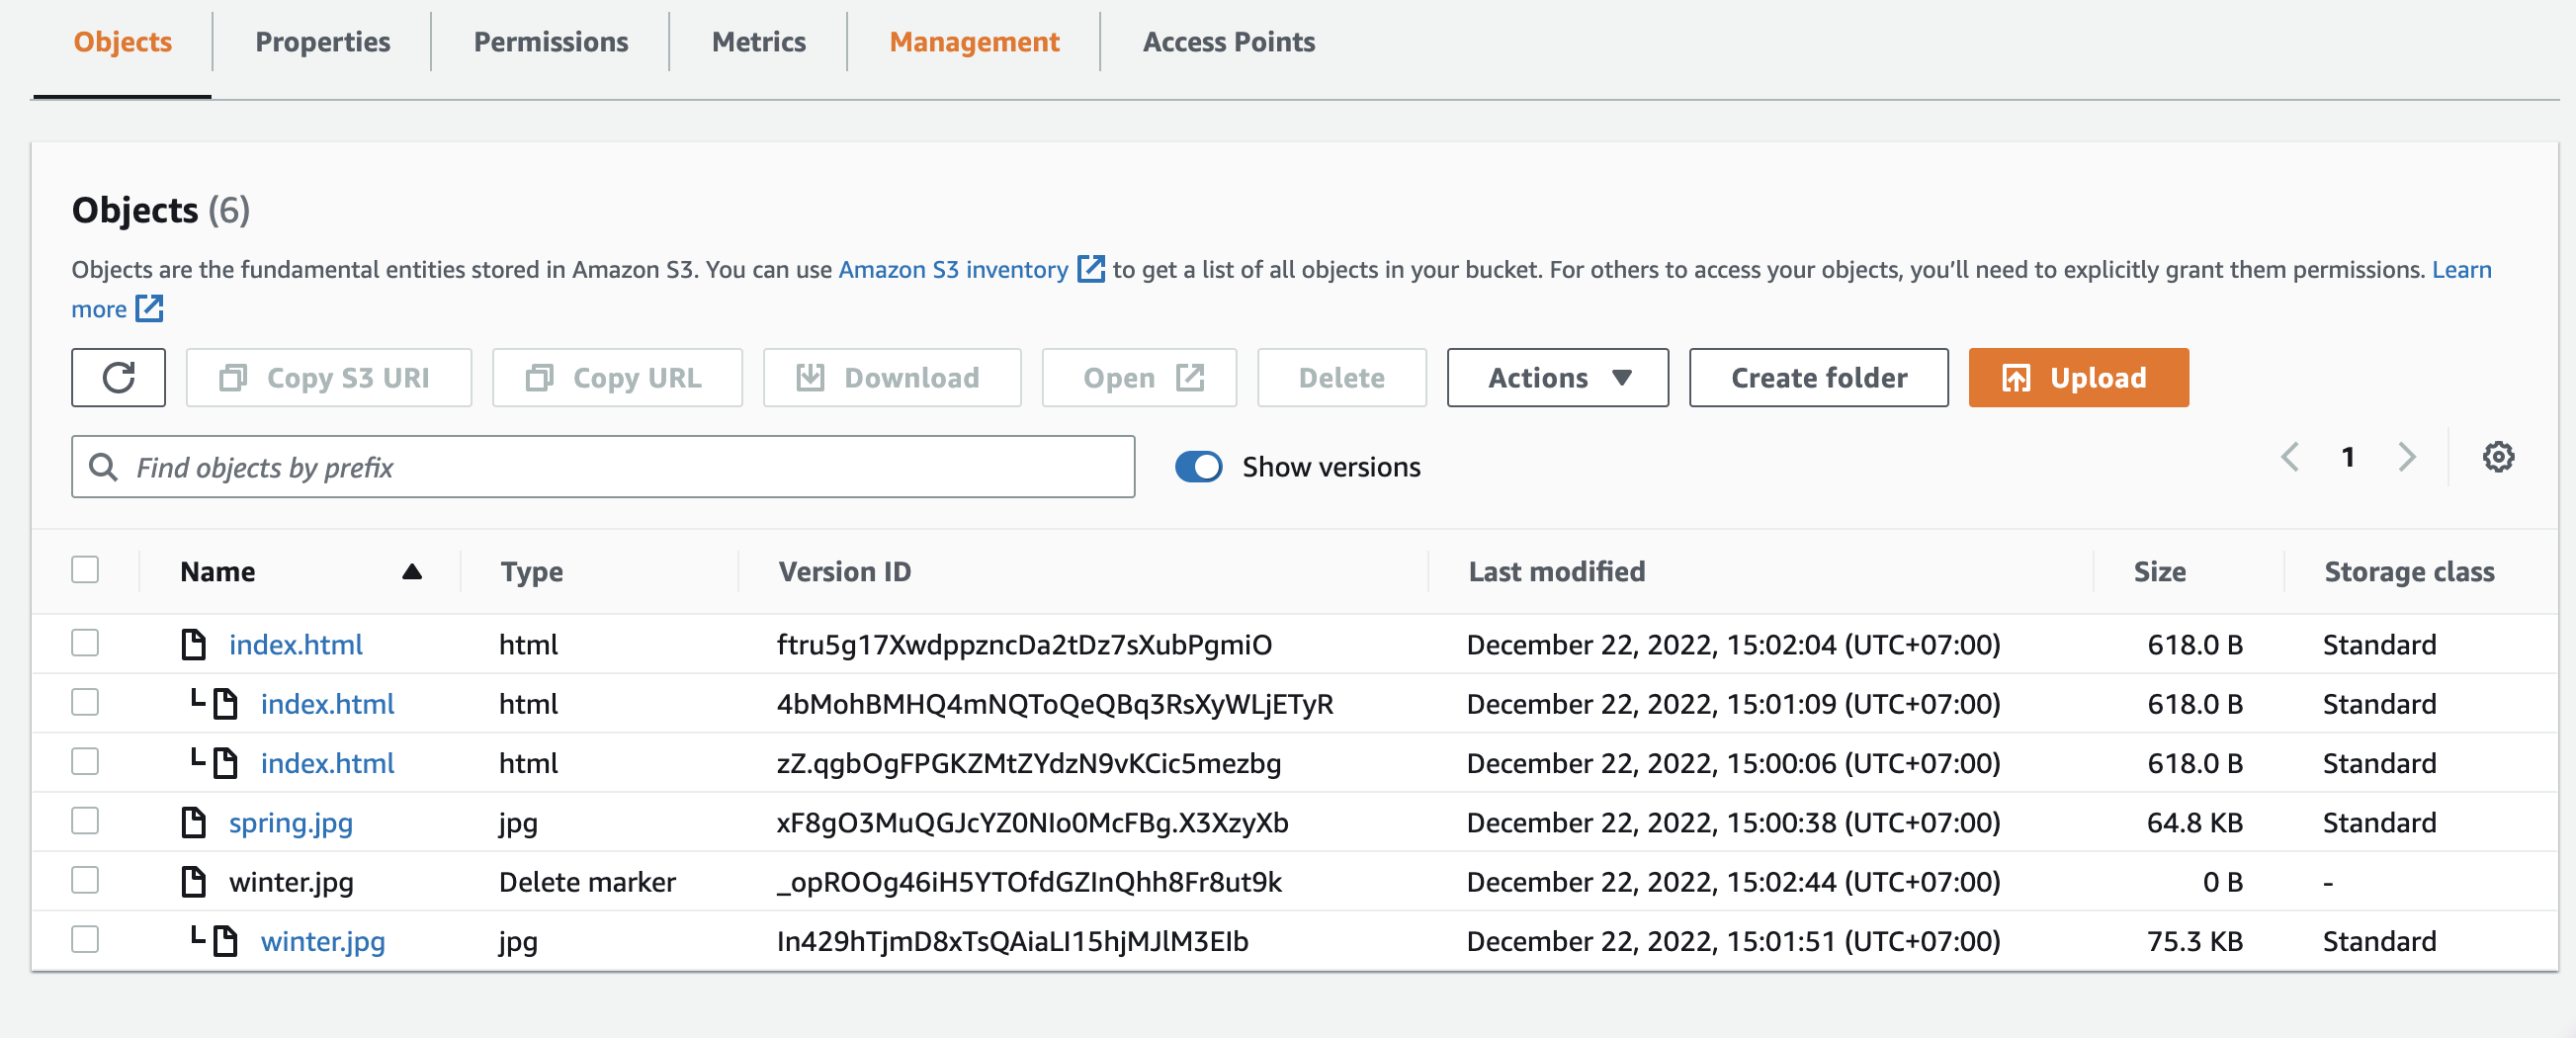 Objects Properties Permissions Metrics Management Access Points
Objects (6)
Objects are the fundamental entities stored in Amazon S3. You can use Amazon S3 inventory to get a list of all objects in your bucket. For others to access your objects, you’ll need to explicitly grant them permissions. Learn
more
Copy S3 URI Copy URL Download Open Delete Actions Create folder Upload
Find objects by prefix Show versions 1
Name Type Version ID Last modified Size Storage class
index.html html ftru5g17XwdppzncDa2tDz7sXubPgmiO December 22, 2022, 15:02:04 (UTC+07:00) 618.0 B Standard
index.html html 4bMohBMHQ4mNQToQeQBq3RsXyWLjETyR December 22, 2022, 15:01:09 (UTC+07:00) 618.0 B Standard
index.html html zZ.qgbOgFPGKZMtZYdzN9vKCic5mezbg December 22, 2022, 15:00:06 (UTC+07:00) 618.0 B Standard
spring.jpg jpg xF8gO3MuQGJcYZ0NIo0McFBg.X3XzyXb December 22, 2022, 15:00:38 (UTC+07:00) 64.8 KB Standard
winter.jpg Delete marker _opROOg46iH5YTOfdGZInQhh8Fr8ut9k December 22, 2022, 15:02:44 (UTC+07:00) 0 B -
winter.jpg jpg In429hTjmD8xTsQAiaLI15hjMJlM3EIb December 22, 2022, 15:01:51 (UTC+07:00) 75.3 KB Standard